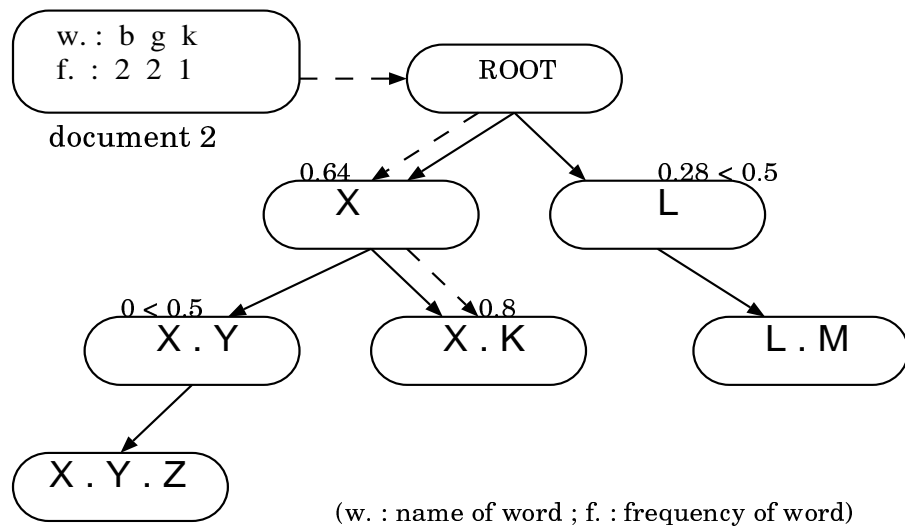 w. : b g k
f. : 2 2 1
document 2
ROOT
0.64
X
0.28 < 0.5
L
0 < 0.5
X . Y
0.8
X . K
L . M
X . Y . Z
(w. : name of word ; f. : frequency of word)